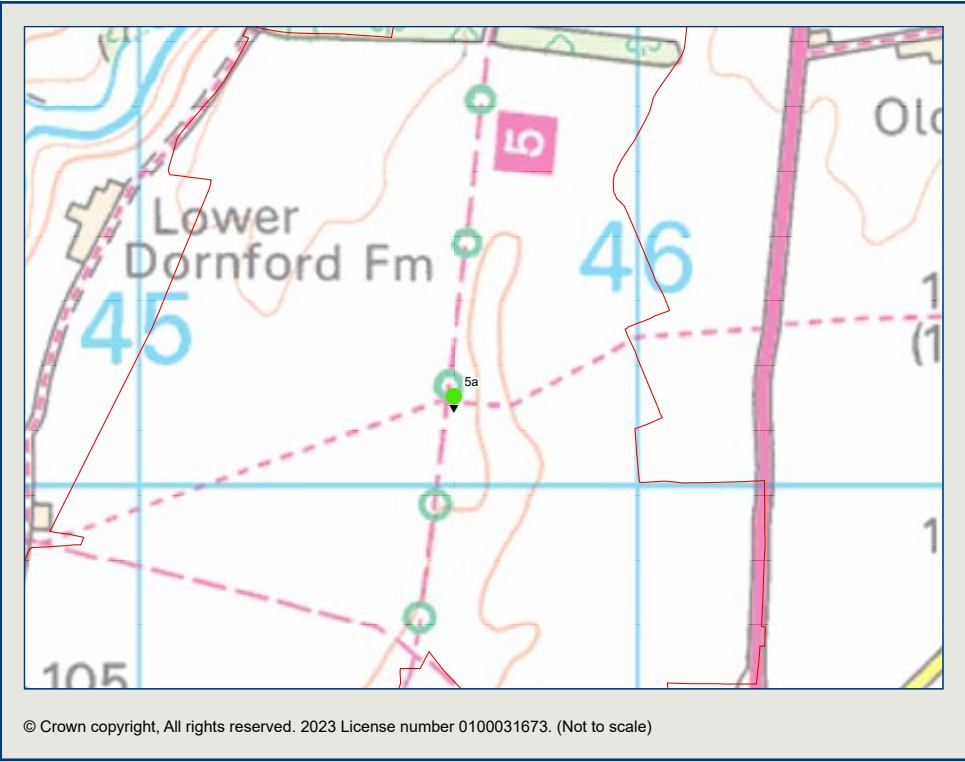 5
Old
Lower
Dornford Fm
46
1
45
(1
5a
1
105
© Crown copyright, All rights reserved. 2023 License number 0100031673. (Not to scale)